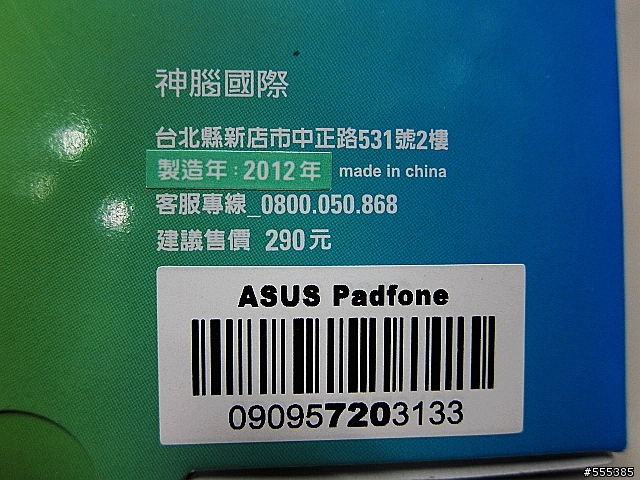 神腦國際
台北縣新店市中正路531號2樓
製造年：2012年 made in china
客服專線_0800.050.868
建議售價 290元
ASUS Padfone
090957203133
#555385